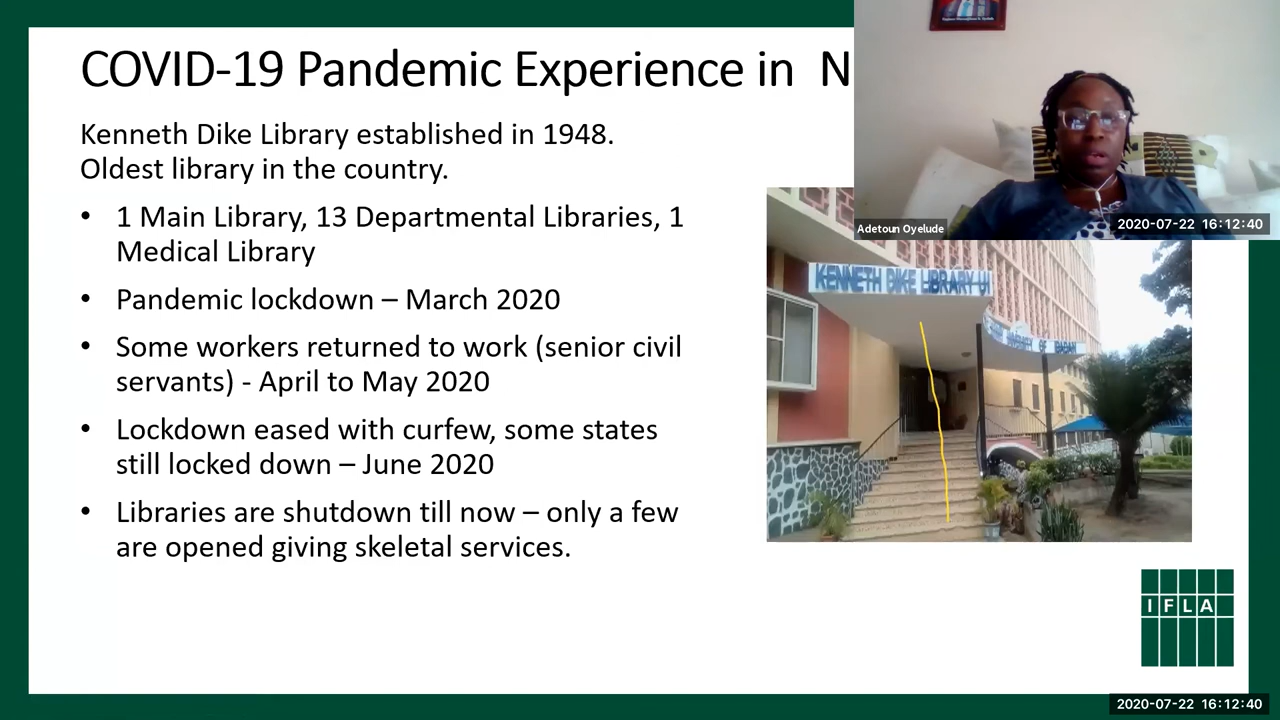 COVID-19 Pandemic Experience in N
Kenneth Dike Library established in 1948.
Oldest library in the country.
• 1 Main Library, 13 Departmental Libraries, 1
Medical Library
• Pandemic lockdown – March 2020
• Some workers returned to work (senior civil
servants) - April to May 2020
• Lockdown eased with curfew, some states
still locked down – June 2020
• Libraries are shutdown till now – only a few
are opened giving skeletal services.
Adetoun Oyelude
2020-07-22 16:12:40
KENNETH DIKE LIBRARY UI
OF IBADAN
IFLA
2020-07-22 16:12:40